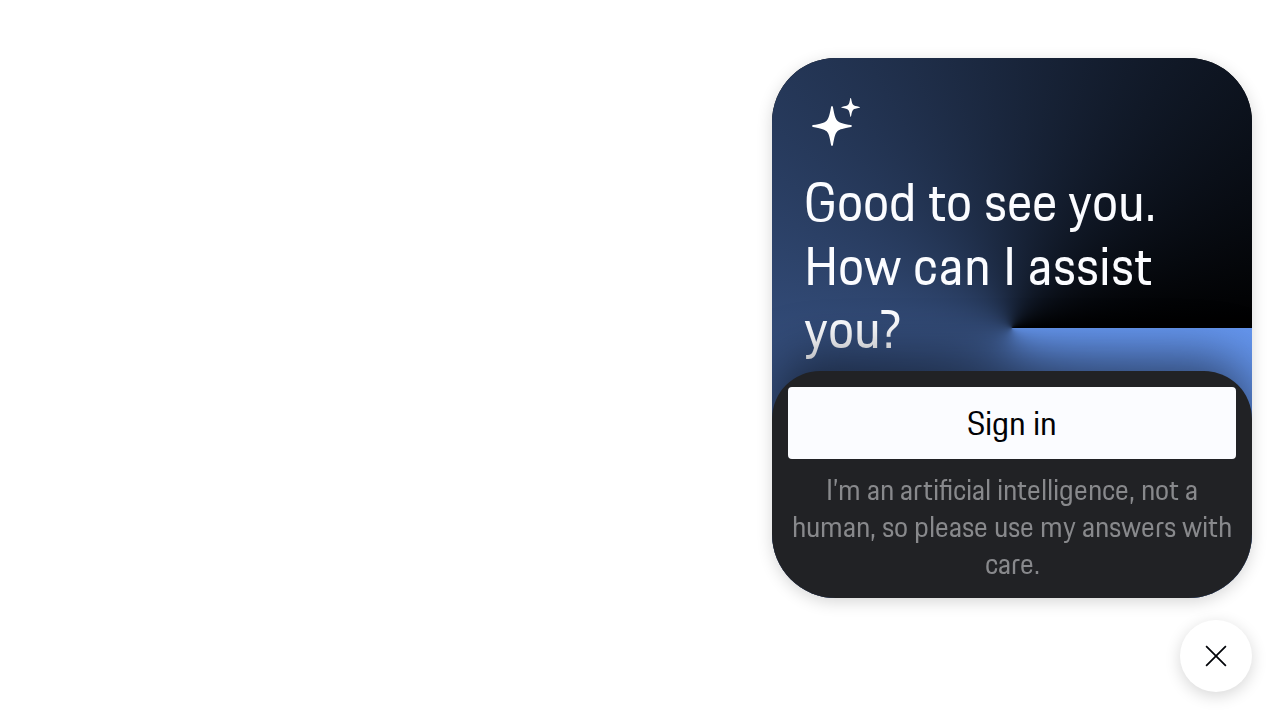 Good to see you.
How can I assist
you?
Sign in
I'm an artificial intelligence, not a
human, so please use my answers with
care.